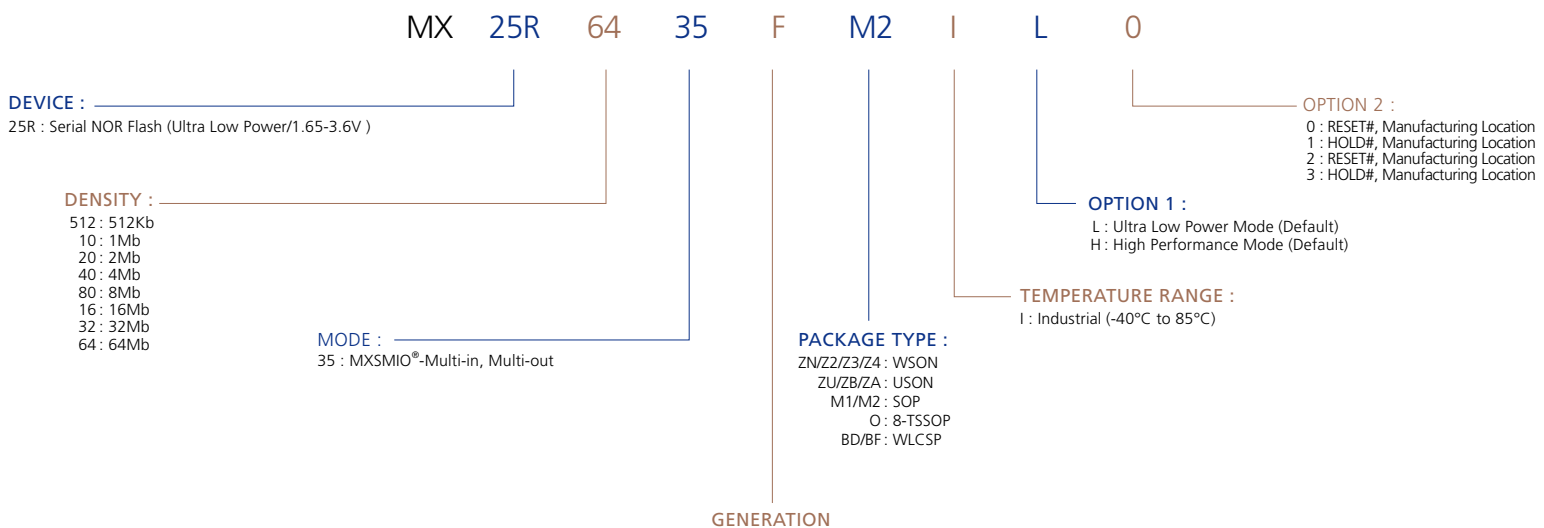 MX 25R 64 35 F M2 I L 0
DEVICE :
25R : Serial NOR Flash (Ultra Low Power/1.65-3.6V )
OPTION 2 :
0 : RESET#, Manufacturing Location
1 : HOLD#, Manufacturing Location
2 : RESET#, Manufacturing Location
3 : HOLD#, Manufacturing Location
DENSITY :
512 : 512Kb
10 : 1Mb
20 : 2Mb
40 : 4Mb
80 : 8Mb
16 : 16Mb
32 : 32Mb
64 : 64Mb
OPTION 1 :
L : Ultra Low Power Mode (Default)
H : High Performance Mode (Default)
TEMPERATURE RANGE :
I : Industrial (-40°C to 85°C)
MODE :
35 : MXSMIO®-Multi-in, Multi-out
PACKAGE TYPE :
ZN/Z2/Z3/Z4 : WSON
ZU/ZB/ZA : USON
M1/M2 : SOP
O : 8-TSSOP
BD/BF : WLCSP
GENERATION